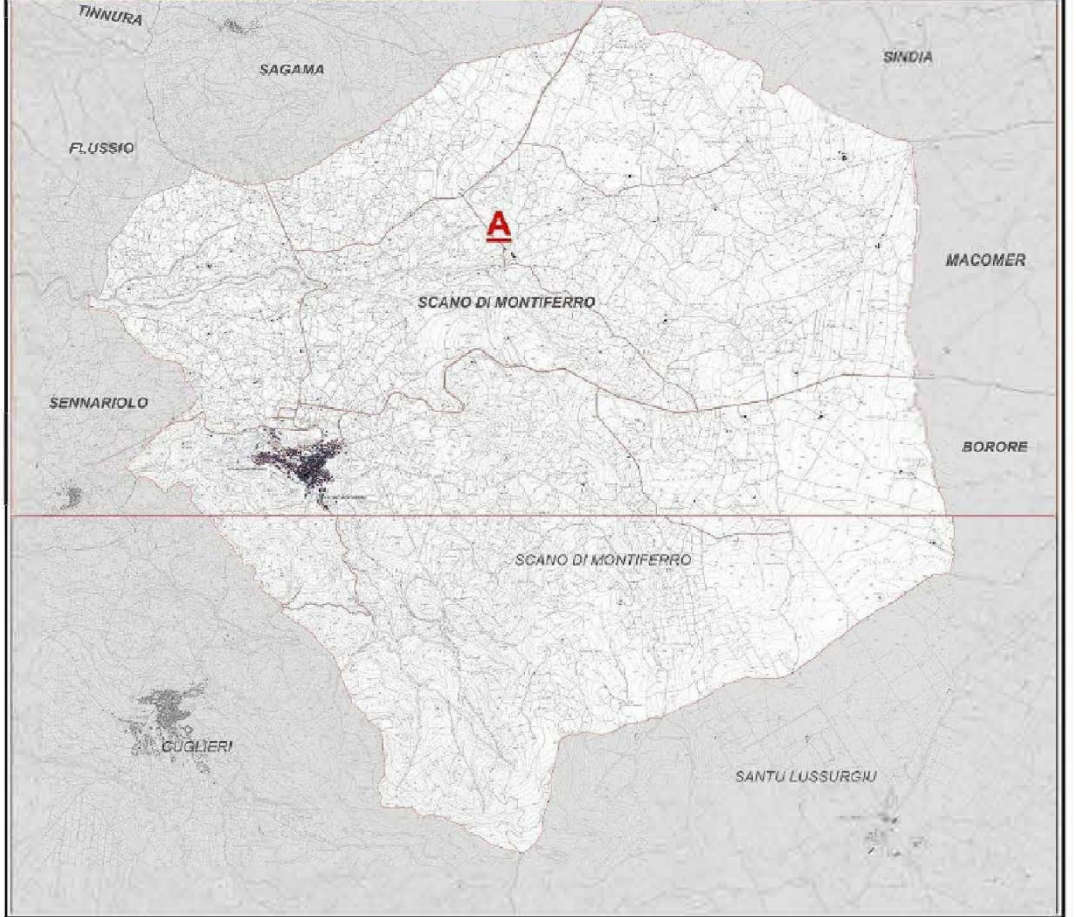 TINNURA
SINDIA
SAGAMA
FLUSSIO
A
MACOMER
SCANO DI MONTIFERRO
SENNARIOLO
BORORE
SCANO DI MONTIFERRO
CUGLIERI
SANTU LUSSURGIU